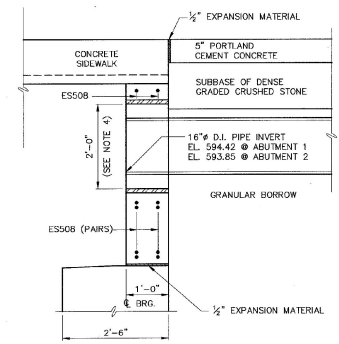 ½" EXPANSION MATERIAL
CONCRETE
SIDEWALK
5" PORTLAND
CEMENT CONCRETE
SUBBASE OF DENSE
GRADED CRUSHED STONE
ES508
2'-0"
(SEE NOTE 4)
16"ø D.I. PIPE INVERT
EL. 594.42 @ ABUTMENT 1
EL. 593.85 @ ABUTMENT 2
GRANULAR BORROW
ES508 (PAIRS)
1'-0"
℄ BRG.
½" EXPANSION MATERIAL
2'-6"